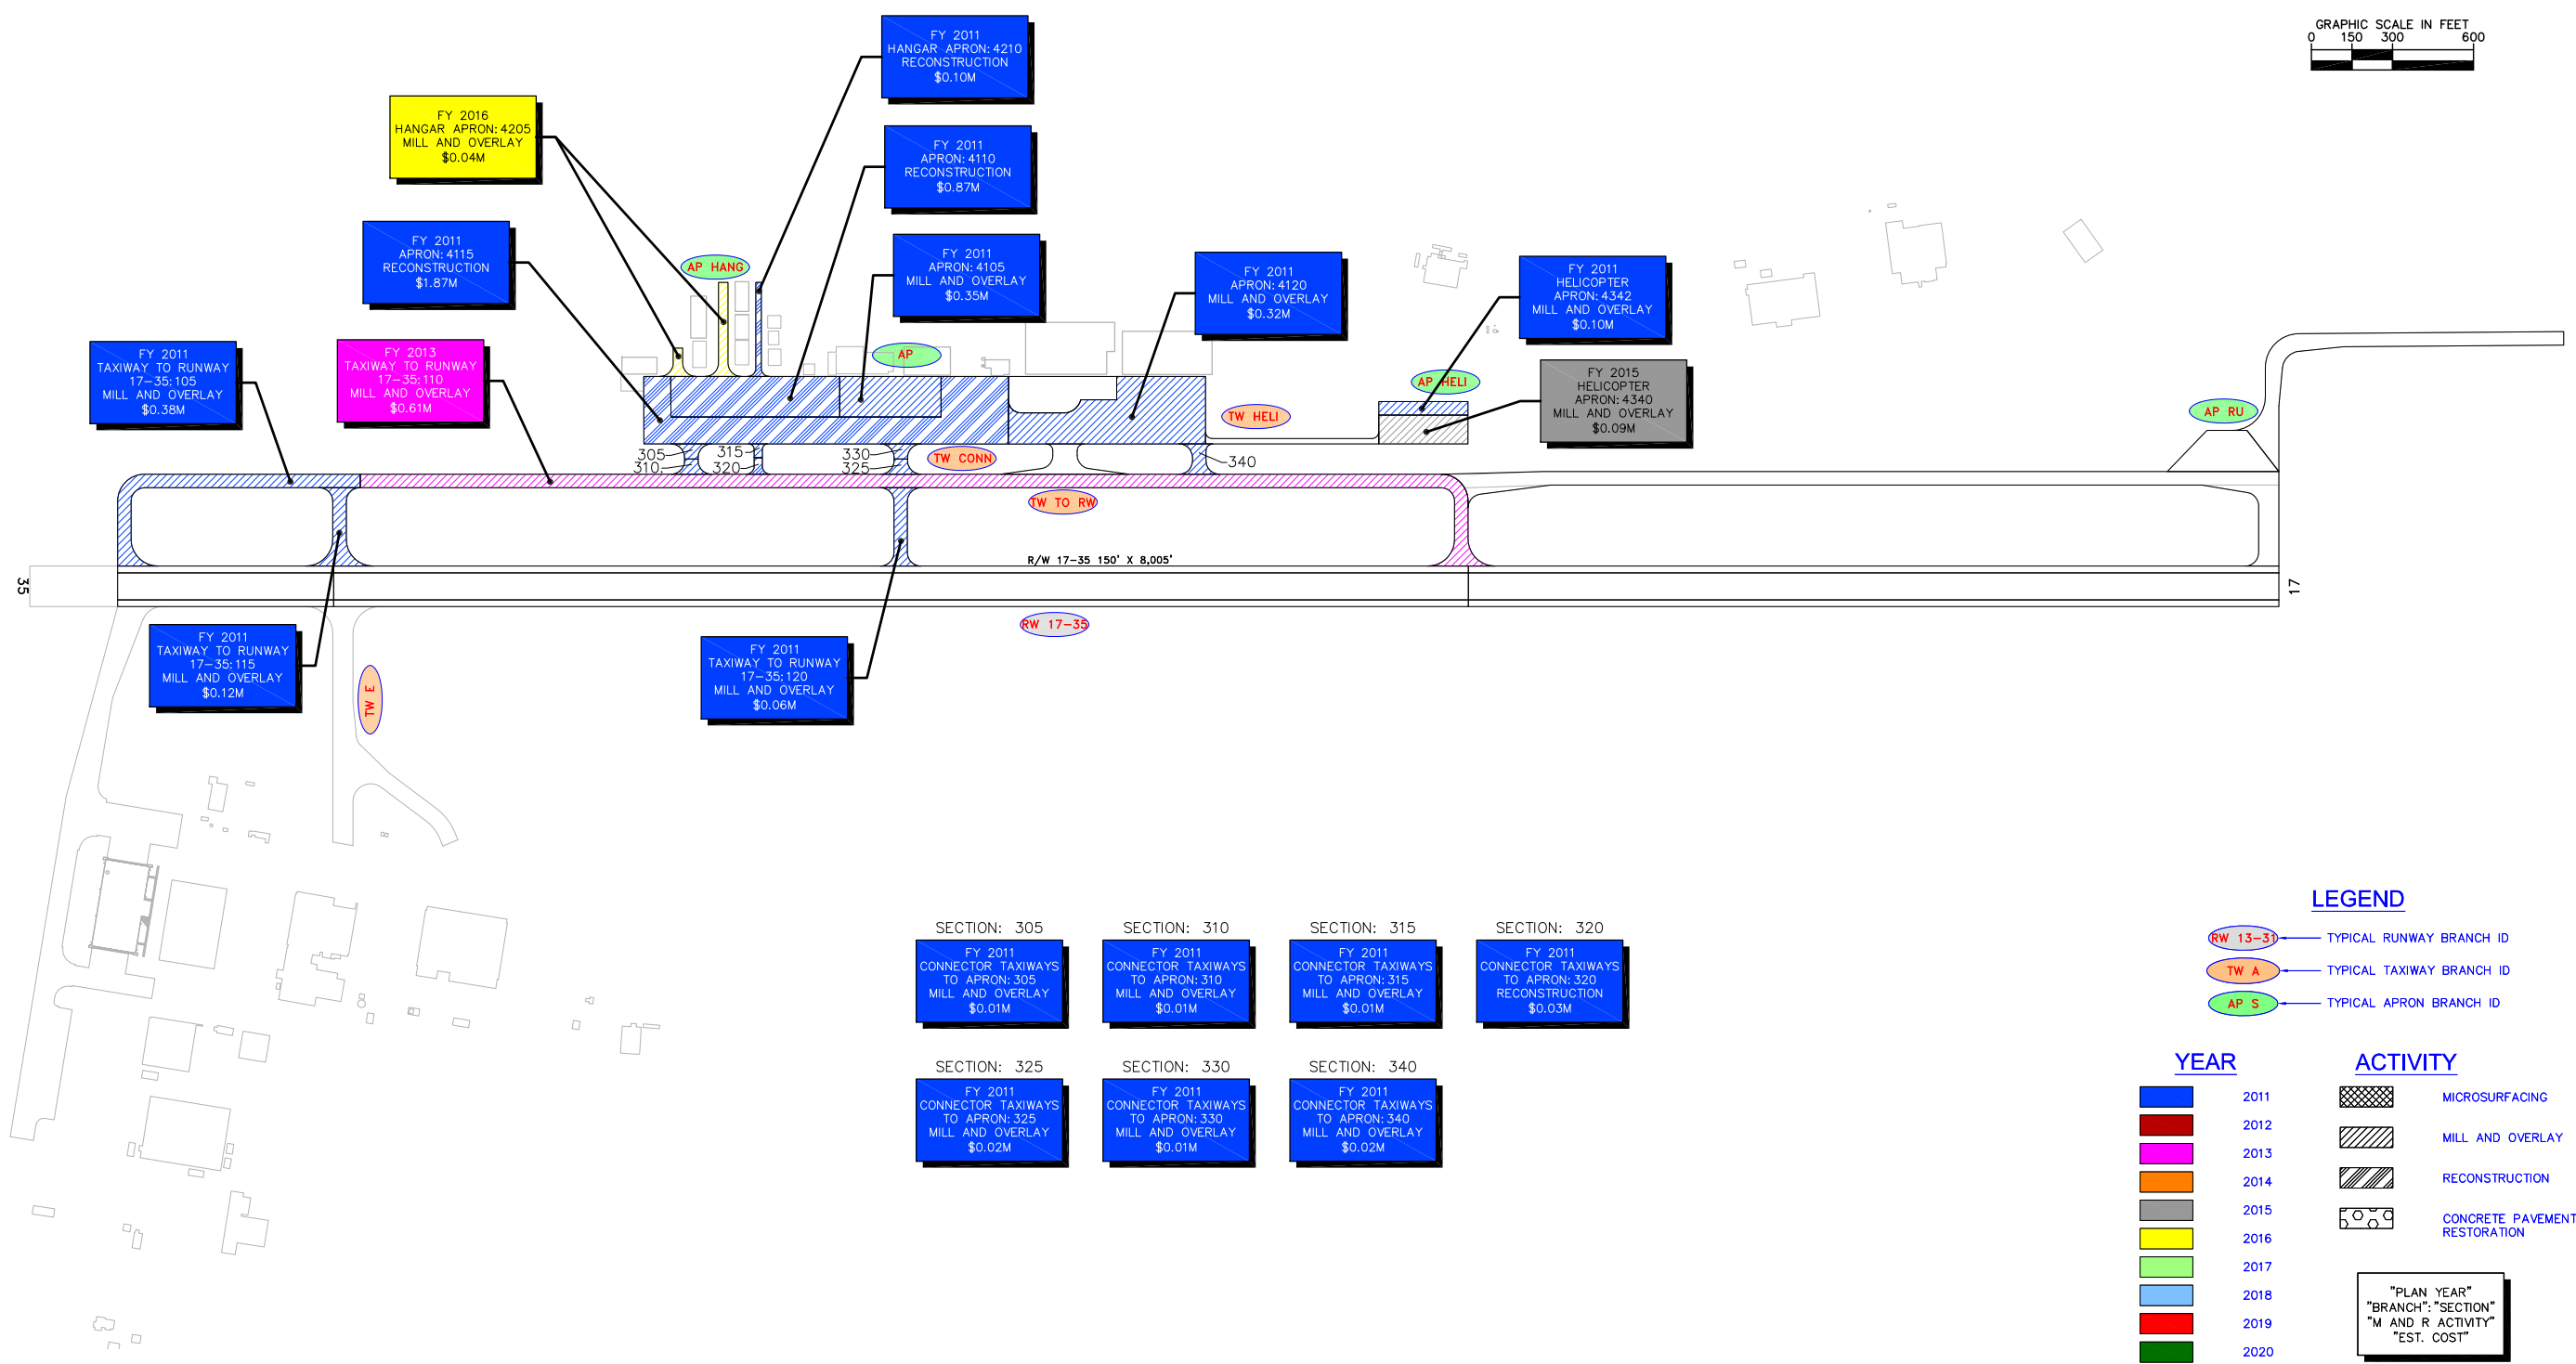 GRAPHIC SCALE IN FEET
0 150 300 600
FY 2011
HANGAR APRON: 4210
RECONSTRUCTION
$0.10M
FY 2016
HANGAR APRON: 4205
MILL AND OVERLAY
$0.04M
FY 2011
APRON: 4110
RECONSTRUCTION
$0.87M
FY 2011
APRON: 4115
RECONSTRUCTION
$1.87M
FY 2011
APRON: 4105
MILL AND OVERLAY
$0.35M
FY 2011
APRON: 4120
MILL AND OVERLAY
$0.32M
FY 2011
HELICOPTER
APRON: 4342
MILL AND OVERLAY
$0.10M
AP HANG
FY 2011
TAXIWAY TO RUNWAY
17-35: 105
MILL AND OVERLAY
$0.38M
FY 2013
TAXIWAY TO RUNWAY
17-35: 110
MILL AND OVERLAY
$0.61M
AP
AP HELI
FY 2015
HELICOPTER
APRON: 4340
MILL AND OVERLAY
$0.09M
TW HELI
AP RU
305
310
315
320
330
325
TW CONN
340
TW TO RW
R/W 17-35 150' X 8,005'
35
17
RW 17-35
FY 2011
TAXIWAY TO RUNWAY
17-35: 115
MILL AND OVERLAY
$0.12M
TW E
FY 2011
TAXIWAY TO RUNWAY
17-35: 120
MILL AND OVERLAY
$0.06M
SECTION: 305
FY 2011
CONNECTOR TAXIWAYS
TO APRON: 305
MILL AND OVERLAY
$0.01M
SECTION: 310
FY 2011
CONNECTOR TAXIWAYS
TO APRON: 310
MILL AND OVERLAY
$0.01M
SECTION: 315
FY 2011
CONNECTOR TAXIWAYS
TO APRON: 315
MILL AND OVERLAY
$0.01M
SECTION: 320
FY 2011
CONNECTOR TAXIWAYS
TO APRON: 320
RECONSTRUCTION
$0.03M
SECTION: 325
FY 2011
CONNECTOR TAXIWAYS
TO APRON: 325
MILL AND OVERLAY
$0.02M
SECTION: 330
FY 2011
CONNECTOR TAXIWAYS
TO APRON: 330
MILL AND OVERLAY
$0.01M
SECTION: 340
FY 2011
CONNECTOR TAXIWAYS
TO APRON: 340
MILL AND OVERLAY
$0.02M
LEGEND
RW 13-31 TYPICAL RUNWAY BRANCH ID
TW A TYPICAL TAXIWAY BRANCH ID
AP S TYPICAL APRON BRANCH ID
YEAR
2011
2012
2013
2014
2015
2016
2017
2018
2019
2020
ACTIVITY
MICROSURFACING
MILL AND OVERLAY
RECONSTRUCTION
CONCRETE PAVEMENT
RESTORATION
"PLAN YEAR"
"BRANCH": "SECTION"
"M AND R ACTIVITY"
"EST. COST"